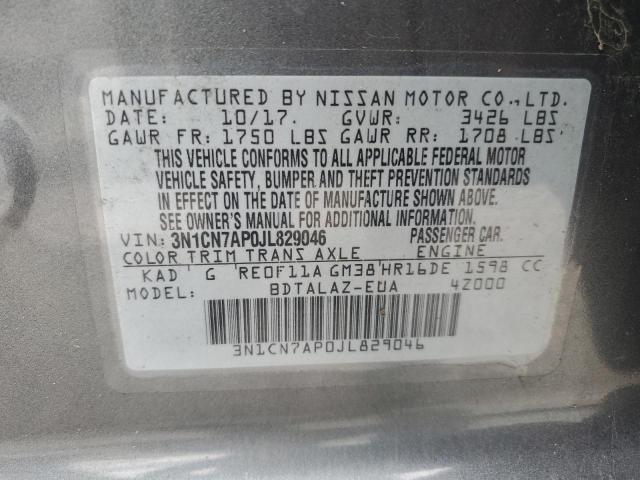 MANUFACTURED BY NISSAN MOTOR CO., LTD.
DATE: 10/17. GVWR: 3426 LBS
GAWR FR: 1750 LBS GAWR RR: 1708 LBS
THIS VEHICLE CONFORMS TO ALL APPLICABLE FEDERAL MOTOR
VEHICLE SAFETY, BUMPER AND THEFT PREVENTION STANDARDS
IN EFFECT ON THE DATE OF MANUFACTURE SHOWN ABOVE.
SEE OWNER'S MANUAL FOR ADDITIONAL INFORMATION.
VIN: 3N1CN7AP0JL829046 PASSENGER CAR.
COLOR TRIM TRANS AXLE ENGINE
KAD G RE0F11A GM38 HR16DE 1598 CC
MODEL: BDTALAZ-EUA 4Z000
3N1CN7AP0JL829046